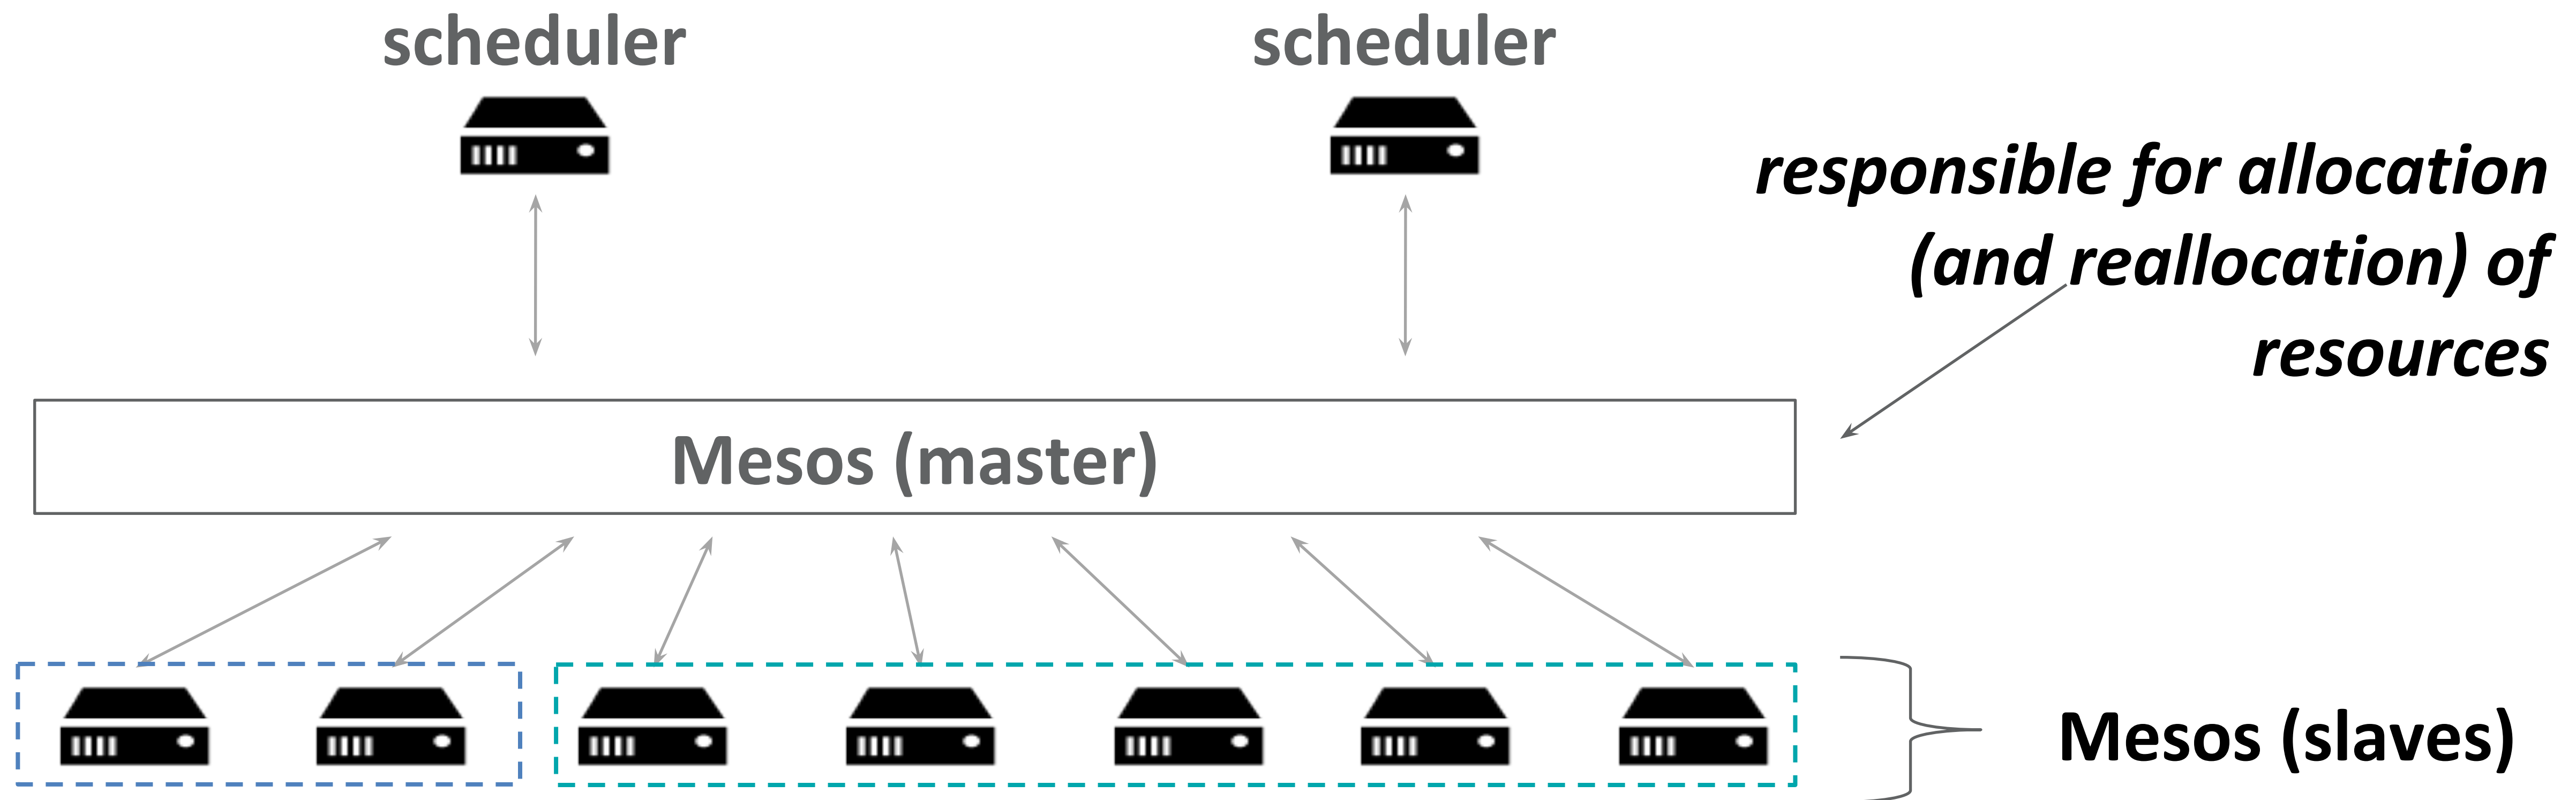 scheduler
scheduler
responsible for allocation
(and reallocation) of
resources
Mesos (master)
Mesos (slaves)